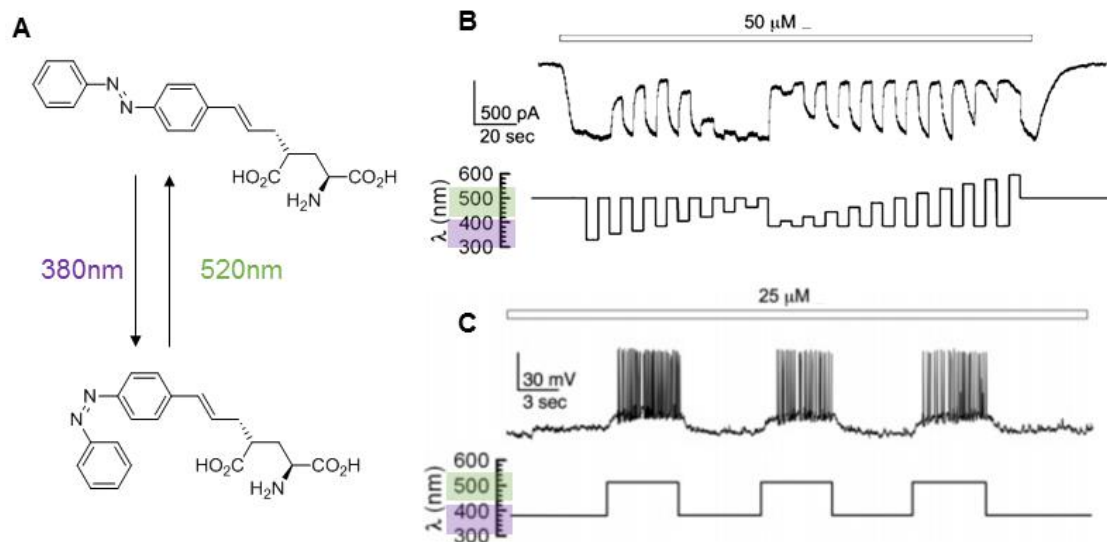 A
N
N
HO₂C
CO₂H
H₂N
380nm
520nm
N
N
HO₂C
CO₂H
H₂N
B
50 µM _
500 pA
20 sec
λ (nm)
600
500
400
300
C
25 µM
30 mV
3 sec
λ (nm)
600
500
400
300